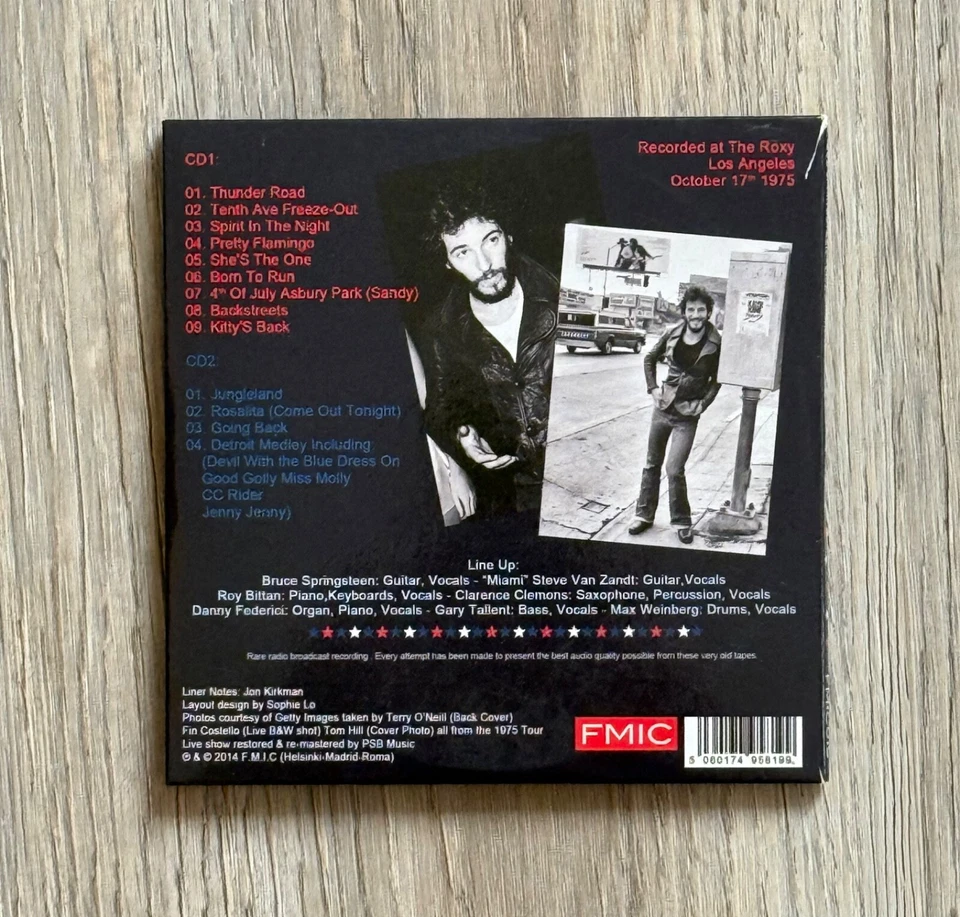 CD1:
01. Thunder Road
02. Tenth Ave Freeze-Out
03. Spirit In The Night
04. Pretty Flamingo
05. She'S The One
06. Born To Run
07. 4th Of July Asbury Park (Sandy)
08. Backstreets
09. Kitty'S Back
CD2:
01. Jungleland
02. Rosalita (Come Out Tonight)
03. Going Back
04. Detroit Medley Including:
(Devil With the Blue Dress On
Good Golly Miss Molly
CC Rider
Jenny Jenny)
Recorded at The Roxy
Los Angeles
October 17th 1975
Line Up:
Bruce Springsteen: Guitar, Vocals - "Miami" Steve Van Zandt: Guitar,Vocals
Roy Bittan: Piano,Keyboards, Vocals - Clarence Clemons: Saxophone, Percussion, Vocals
Danny Federici: Organ, Piano, Vocals - Gary Tallent: Bass, Vocals - Max Weinberg: Drums, Vocals
Rare radio broadcast recording . Every attempt has been made to present the best audio quality possible from these very old tapes.
Liner Notes: Jon Kirkman
Layout design by Sophie Lo
Photos courtesy of Getty Images taken by Terry O'Neill (Back Cover)
Fin Costello (Live B&W shot) Tom Hill (Cover Photo) all from the 1975 Tour
Live show restored & re-mastered by PSB Music
℗ & © 2014 F.M.I.C (Helsinki-Madrid-Roma)
FMIC
5 060174 958199